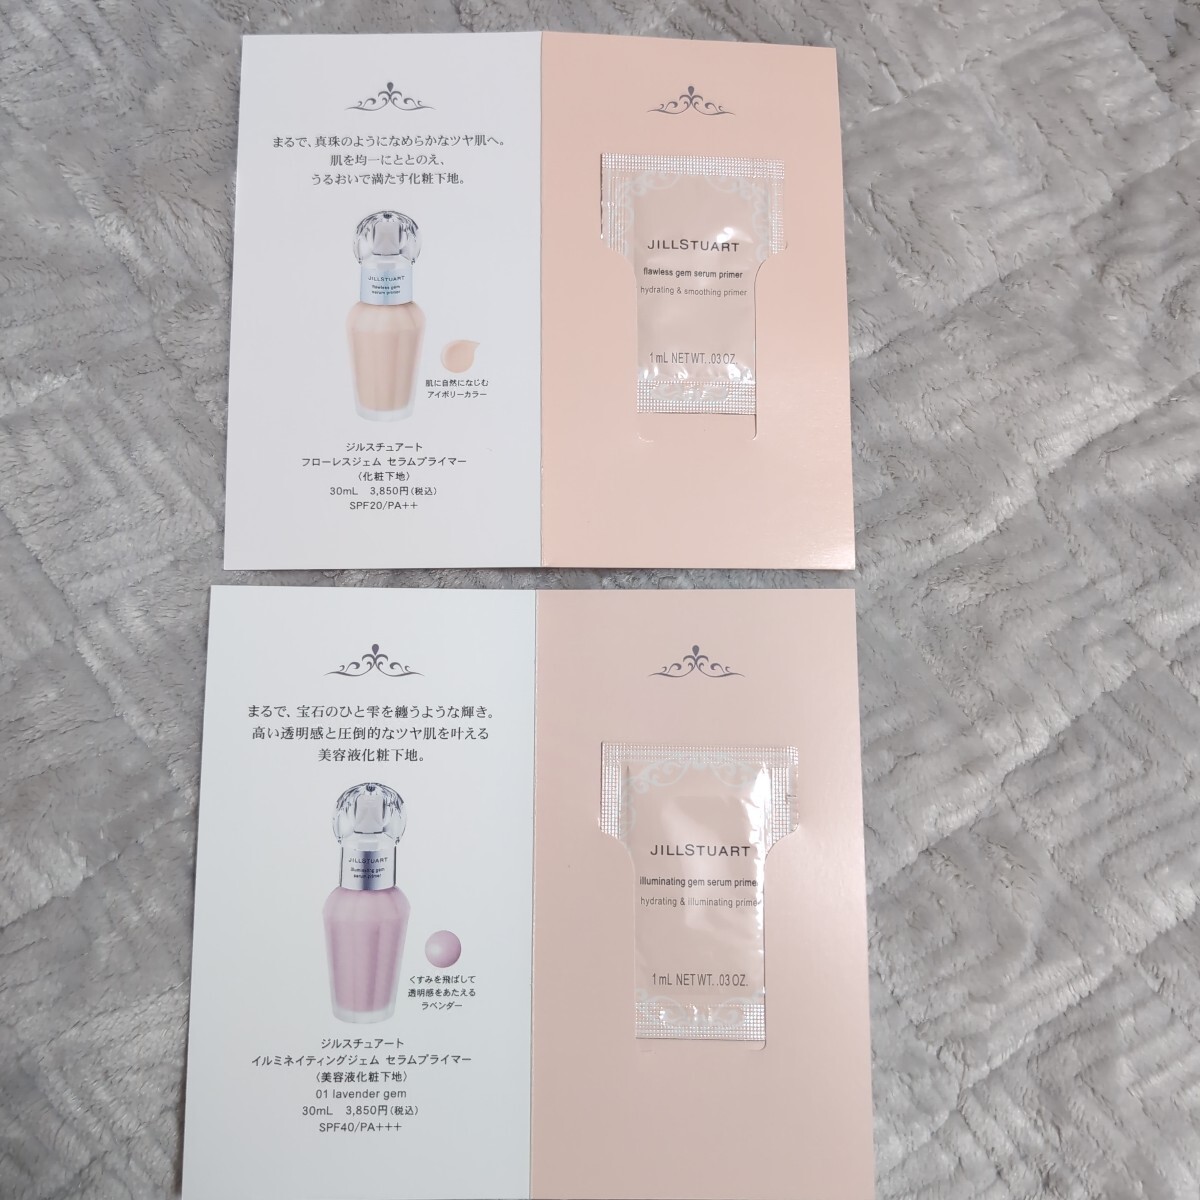 まるで、真珠のようになめらかなツヤ肌へ。
肌を均一にととのえ、
うるおいで満たす化粧下地。
JILLSTUART
flawless gem
serum primer
肌に自然になじむ
アイボリーカラー
ジルスチュアート
フローレスジェム セラムプライマー
〈化粧下地〉
30mL 3,850円(税込)
SPF20/PA++
JILLSTUART
flawless gem serum primer
hydrating & smoothing primer
1 mL NET WT. .03 OZ.
まるで、宝石のひと雫を纏うような輝き。
高い透明感と圧倒的なツヤ肌を叶える
美容液化粧下地。
JILLSTUART
illuminating gem
serum primer
くすみを飛ばして
透明感をあたえる
ラベンダー
ジルスチュアート
イルミネイティングジェム セラムプライマー
〈美容液化粧下地〉
01 lavender gem
30mL 3,850円(税込)
SPF40/PA+++
JILLSTUART
illuminating gem serum primer
hydrating & illuminating primer
1 mL NET WT. .03 OZ.